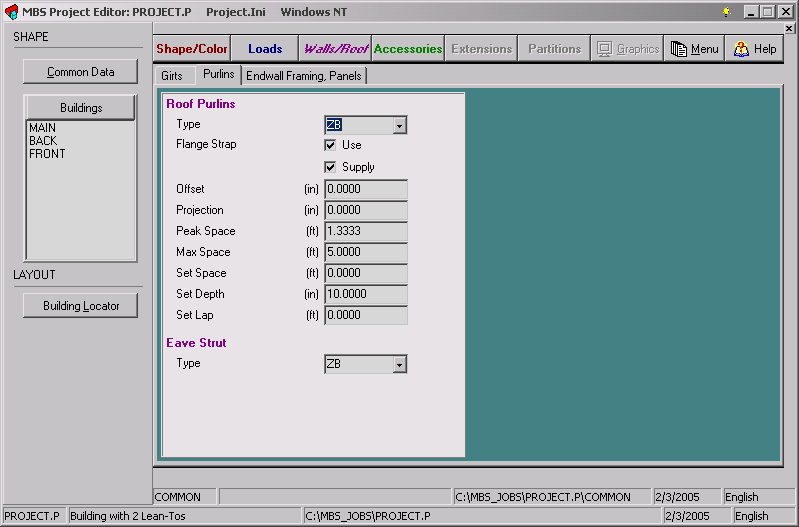 MBS Project Editor: PROJECT.P Project.Ini Windows NT
SHAPE
Common Data
Buildings
MAIN
BACK
FRONT
LAYOUT
Building Locator
Shape/Color Loads Walls/Roof Accessories Extensions Partitions Graphics Menu Help
Girts Purlins Endwall Framing, Panels
Roof Purlins
Type ZB
Flange Strap Use
Supply
Offset (in) 0.0000
Projection (in) 0.0000
Peak Space (ft) 1.3333
Max Space (ft) 5.0000
Set Space (ft) 0.0000
Set Depth (in) 10.0000
Set Lap (ft) 0.0000
Eave Strut
Type ZB
COMMON C:\MBS_JOBS\PROJECT.P\COMMON 2/3/2005 English
PROJECT.P Building with 2 Lean-Tos C:\MBS_JOBS\PROJECT.P 2/3/2005 English